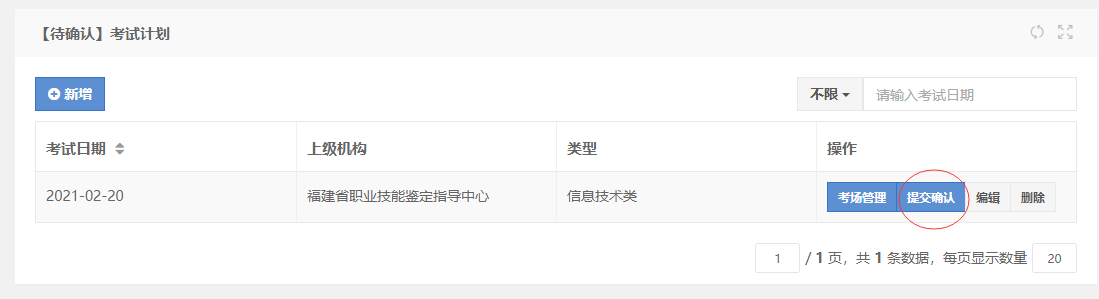 【待确认】考试计划
新增 不限 请输入考试日期
考试日期 上级机构 类型 操作
2021-02-20 福建省职业技能鉴定指导中心 信息技术类 考场管理 提交确认 编辑 删除
1 / 1 页，共 1 条数据，每页显示数量 20